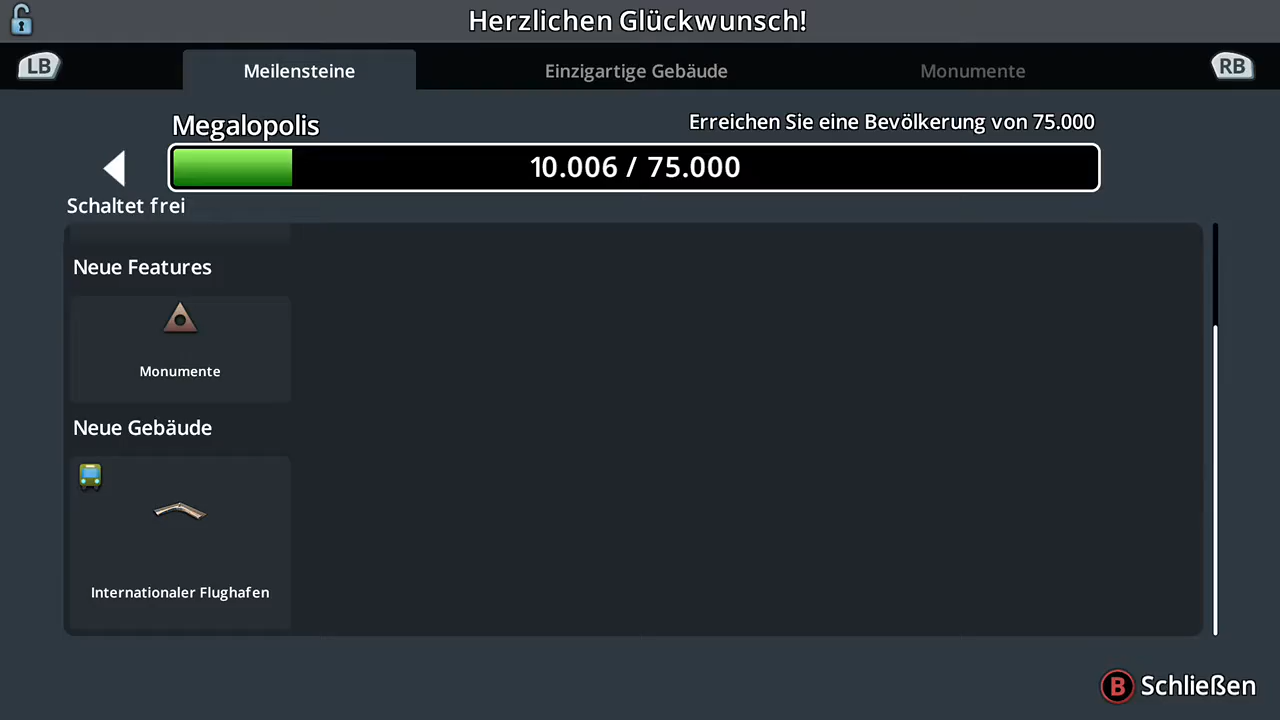 Herzlichen Glückwunsch!
LB
Meilensteine
Einzigartige Gebäude
Monumente
RB
Megalopolis
Erreichen Sie eine Bevölkerung von 75.000
10.006 / 75.000
Schaltet frei
Neue Features
Monumente
Neue Gebäude
Internationaler Flughafen
B Schließen